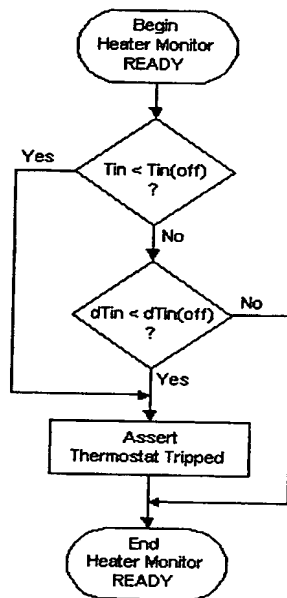 Begin
Heater Monitor
READY
Yes
Tin < Tin(off)
?
No
dTin < dTin(off)
?
No
Yes
Assert
Thermostat Tripped
End
Heater Monitor
READY